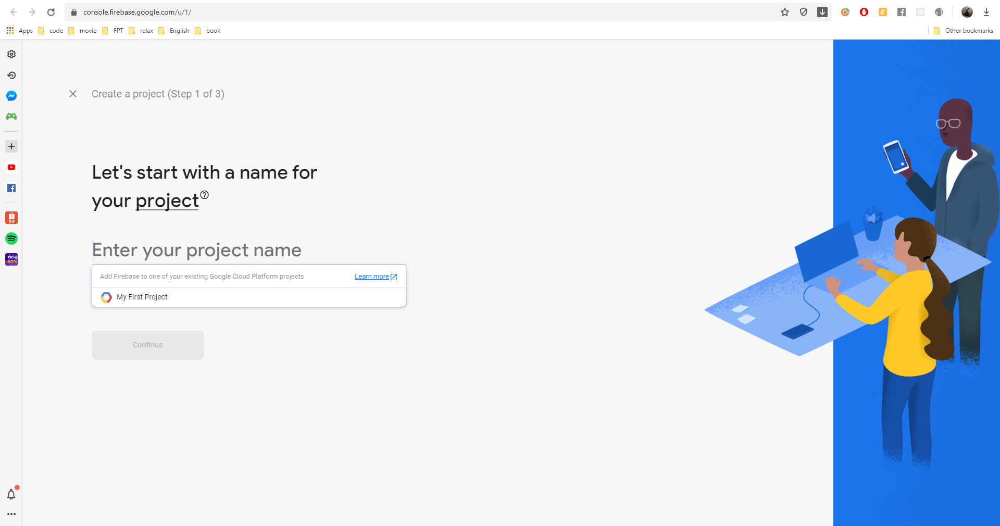 console.firebase.google.com/u/1/
Apps code movie FPT relax English book Other bookmarks
Create a project (Step 1 of 3)
Let's start with a name for
your project
Enter your project name
Add Firebase to one of your existing Google Cloud Platform projects Learn more
My First Project
Continue
9.9
TIKI
-50%